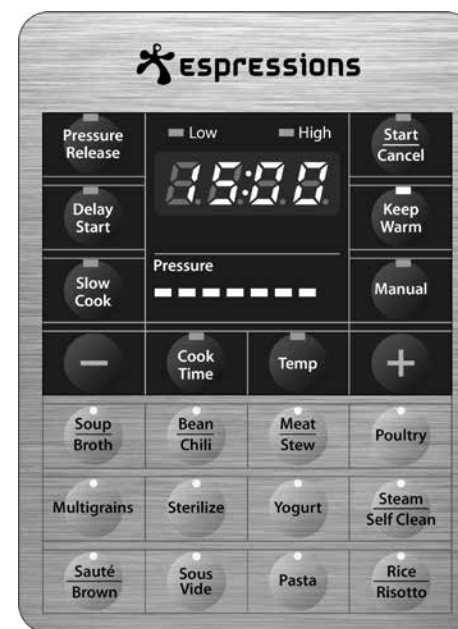 espressions
Pressure
Release
Low
High
Start
Cancel
15:00
Delay
Start
Keep
Warm
Slow
Cook
Pressure
Manual
−
Cook
Time
Temp
+
Soup
Broth
Bean
Chili
Meat
Stew
Poultry
Multigrains
Sterilize
Yogurt
Steam
Self Clean
Sauté
Brown
Sous
Vide
Pasta
Rice
Risotto